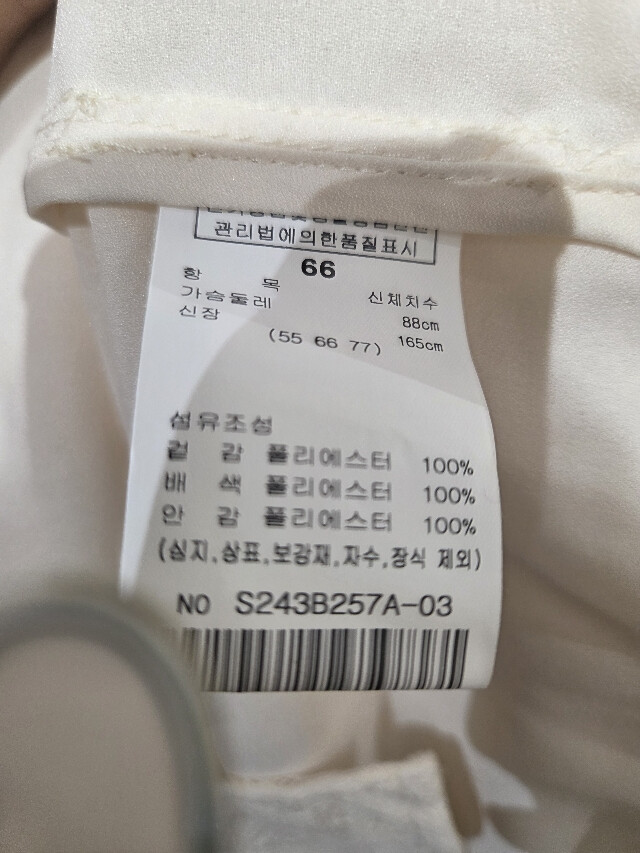 관리법에의한품질표시
66
항 목 신체치수
가슴둘레 88cm
신장 165cm
(55 66 77)
섬유조성
겉 감 폴리에스터 100%
배 색 폴리에스터 100%
안 감 폴리에스터 100%
(심지,상표,보강재,자수,장식 제외)
NO S243B257A-03